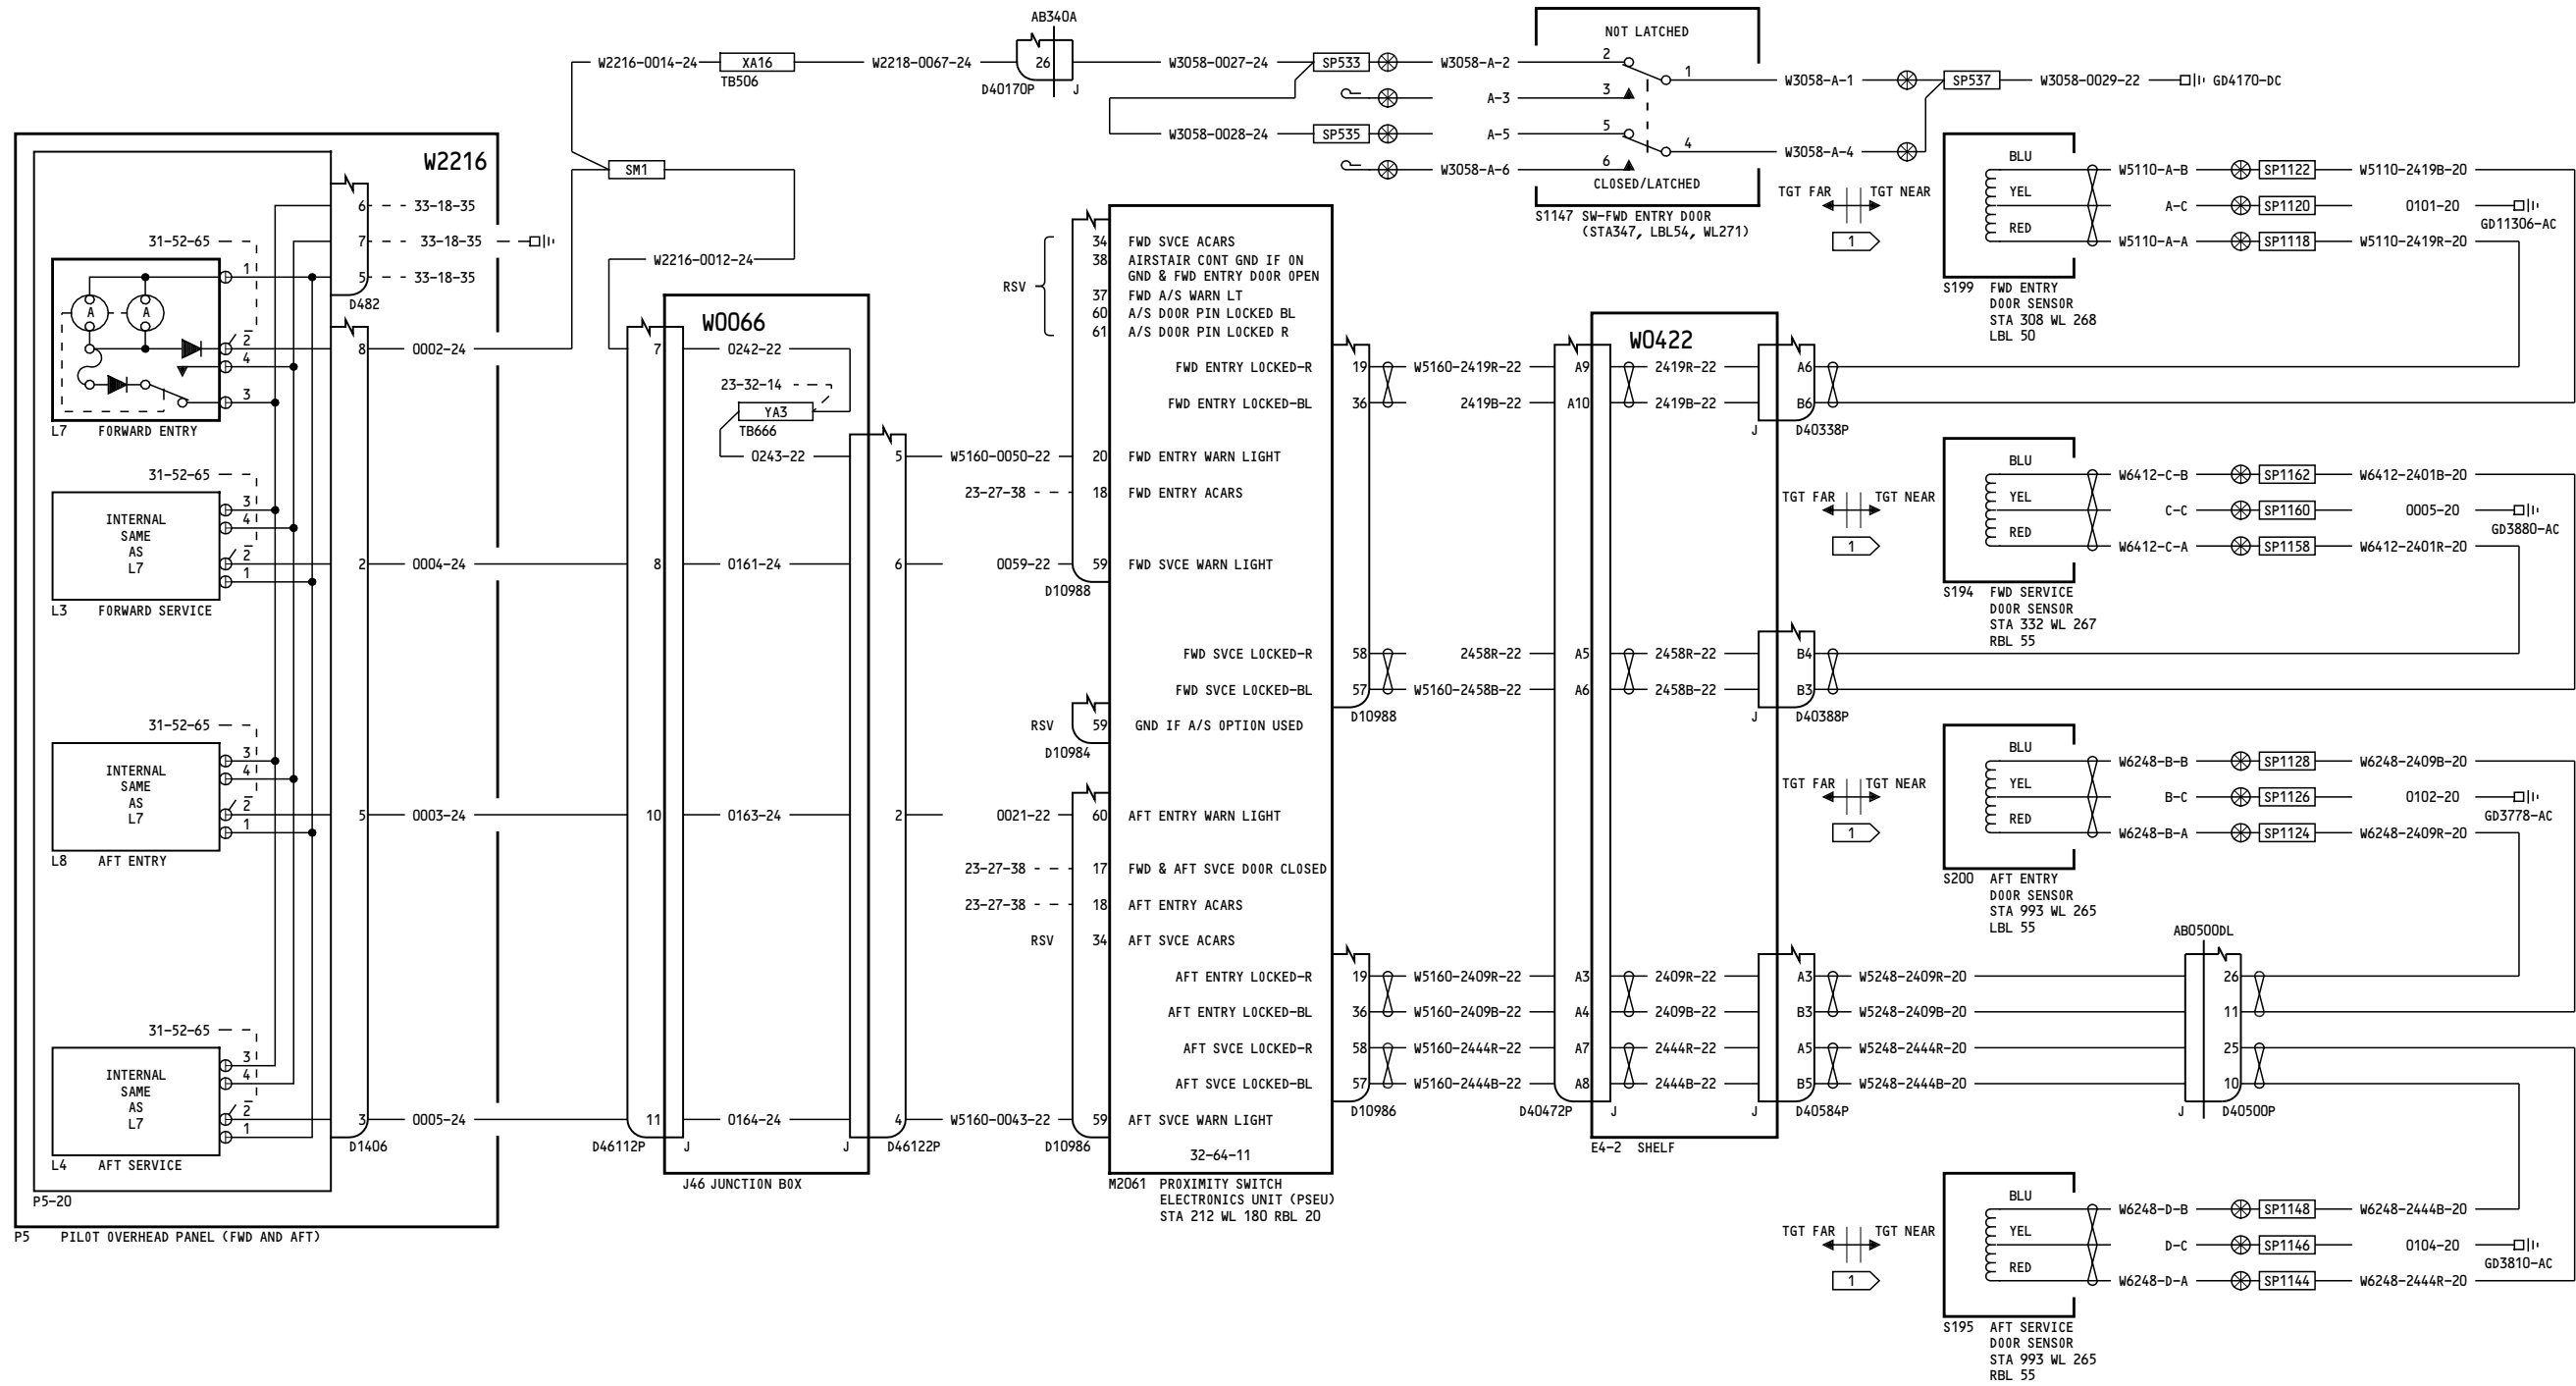 AB340A
W2216-0014-24
XA16
TB506
W2218-0067-24
26
D40170P
J
W3058-0027-24
SP533
W3058-A-2
A-3
W3058-0028-24
SP535
A-5
W3058-A-6
NOT LATCHED
2
1
3
5
4
6
CLOSED/LATCHED
S1147 SW-FWD ENTRY DOOR
(STA347, LBL54, WL271)
W3058-A-1
SP537
W3058-0029-22
GD4170-DC
W3058-A-4
W2216
SM1
6
33-18-35
7
33-18-35
5
33-18-35
D482
31-52-65
1
A
A
2
4
3
L7 FORWARD ENTRY
8
0002-24
31-52-65
INTERNAL
SAME
AS
L7
3
4
2
1
L3 FORWARD SERVICE
2
0004-24
31-52-65
INTERNAL
SAME
AS
L7
3
4
2
1
L8 AFT ENTRY
5
0003-24
31-52-65
INTERNAL
SAME
AS
L7
3
4
2
1
L4 AFT SERVICE
3
0005-24
D1406
P5-20
P5 PILOT OVERHEAD PANEL (FWD AND AFT)
W2216-0012-24
W0066
7
0242-22
23-32-14
YA3
TB666
0243-22
5
W5160-0050-22
8
0161-24
6
0059-22
10
0163-24
2
0021-22
11
0164-24
4
W5160-0043-22
D46112P
J
J
D46122P
J46 JUNCTION BOX
RSV
34 FWD SVCE ACARS
38 AIRSTAIR CONT GND IF ON
GND & FWD ENTRY DOOR OPEN
37 FWD A/S WARN LT
60 A/S DOOR PIN LOCKED BL
61 A/S DOOR PIN LOCKED R
FWD ENTRY LOCKED-R 19
FWD ENTRY LOCKED-BL 36
20 FWD ENTRY WARN LIGHT
23-27-38
18 FWD ENTRY ACARS
59 FWD SVCE WARN LIGHT
D10988
FWD SVCE LOCKED-R 58
FWD SVCE LOCKED-BL 57
D10988
RSV
59 GND IF A/S OPTION USED
D10984
60 AFT ENTRY WARN LIGHT
23-27-38
17 FWD & AFT SVCE DOOR CLOSED
23-27-38
18 AFT ENTRY ACARS
RSV
34 AFT SVCE ACARS
AFT ENTRY LOCKED-R 19
AFT ENTRY LOCKED-BL 36
AFT SVCE LOCKED-R 58
AFT SVCE LOCKED-BL 57
D10986
59 AFT SVCE WARN LIGHT
D10986
32-64-11
M2061 PROXIMITY SWITCH
ELECTRONICS UNIT (PSEU)
STA 212 WL 180 RBL 20
W0422
W5160-2419R-22
A9
2419R-22
A6
2419B-22
A10
2419B-22
B6
J
D40338P
2458R-22
A5
2458R-22
B4
W5160-2458B-22
A6
2458B-22
B3
J
D40388P
W5160-2409R-22
A3
2409R-22
A3
W5248-2409R-20
26
W5160-2409B-22
A4
2409B-22
B3
W5248-2409B-20
11
W5160-2444R-22
A7
2444R-22
A5
W5248-2444R-20
25
W5160-2444B-22
A8
2444B-22
B5
W5248-2444B-20
10
D40472P
J
J
D40584P
J
D40500P
AB0500DL
E4-2 SHELF
TGT FAR
TGT NEAR
1
BLU
YEL
RED
W5110-A-B
SP1122
W5110-2419B-20
A-C
SP1120
0101-20
GD11306-AC
W5110-A-A
SP1118
W5110-2419R-20
S199 FWD ENTRY
DOOR SENSOR
STA 308 WL 268
LBL 50
TGT FAR
TGT NEAR
1
BLU
YEL
RED
W6412-C-B
SP1162
W6412-2401B-20
C-C
SP1160
0005-20
GD3880-AC
W6412-C-A
SP1158
W6412-2401R-20
S194 FWD SERVICE
DOOR SENSOR
STA 332 WL 267
RBL 55
TGT FAR
TGT NEAR
1
BLU
YEL
RED
W6248-B-B
SP1128
W6248-2409B-20
B-C
SP1126
0102-20
GD3778-AC
W6248-B-A
SP1124
W6248-2409R-20
S200 AFT ENTRY
DOOR SENSOR
STA 993 WL 265
LBL 55
TGT FAR
TGT NEAR
1
BLU
YEL
RED
W6248-D-B
SP1148
W6248-2444B-20
D-C
SP1146
0104-20
GD3810-AC
W6248-D-A
SP1144
W6248-2444R-20
S195 AFT SERVICE
DOOR SENSOR
STA 993 WL 265
RBL 55